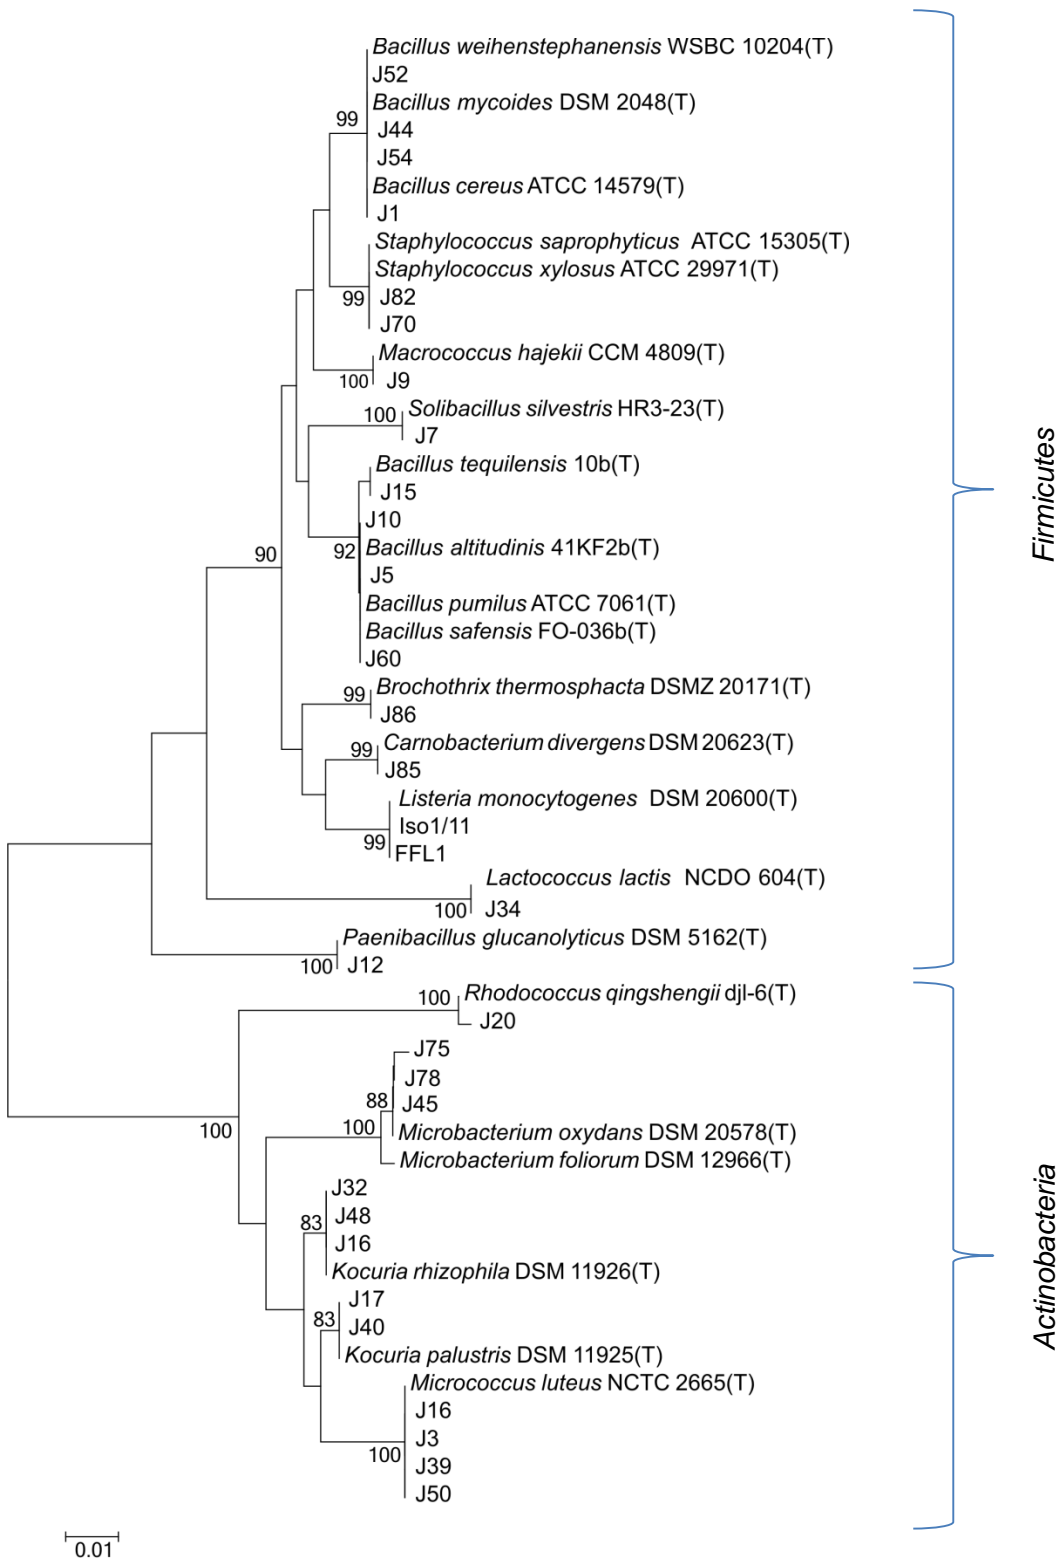 Bacillus weihenstephanensis WSBC 10204(T)
J52
Bacillus mycoides DSM 2048(T)
99
J44
J54
Bacillus cereus ATCC 14579(T)
J1
Staphylococcus saprophyticus ATCC 15305(T)
Staphylococcus xylosus ATCC 29971(T)
99
J82
J70
Macrococcus hajekii CCM 4809(T)
100
J9
Solibacillus silvestris HR3-23(T)
100
J7
Bacillus tequilensis 10b(T)
J15
J10
Bacillus altitudinis 41KF2b(T)
92
90
J5
Bacillus pumilus ATCC 7061(T)
Bacillus safensis FO-036b(T)
J60
Brochothrix thermosphacta DSMZ 20171(T)
99
J86
Carnobacterium divergens DSM 20623(T)
99
J85
Listeria monocytogenes DSM 20600(T)
Iso1/11
99
FFL1
Lactococcus lactis NCDO 604(T)
100
J34
Paenibacillus glucanolyticus DSM 5162(T)
100
J12
Firmicutes
Rhodococcus qingshengii djl-6(T)
100
J20
J75
J78
88
J45
100
Microbacterium oxydans DSM 20578(T)
100
Microbacterium foliorum DSM 12966(T)
J32
J48
83
J16
Kocuria rhizophila DSM 11926(T)
J17
83
J40
Kocuria palustris DSM 11925(T)
Micrococcus luteus NCTC 2665(T)
J16
J3
100
J39
J50
Actinobacteria
0.01